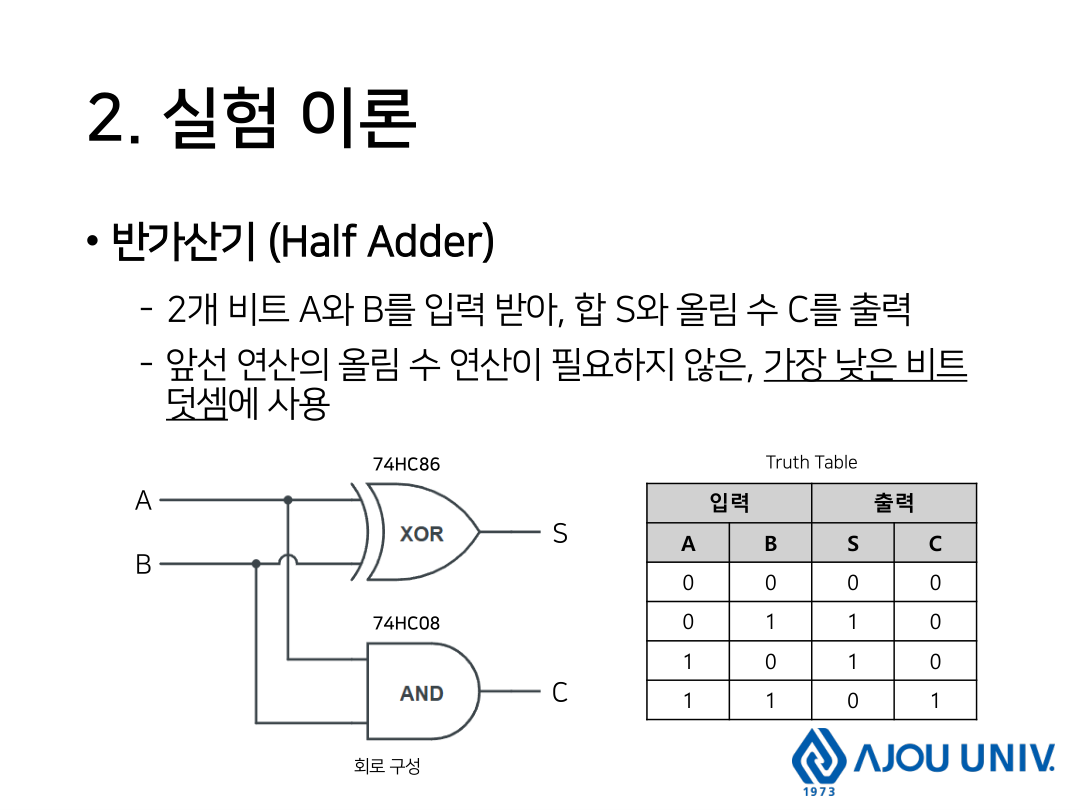 2. 실험 이론
• 반가산기 (Half Adder)
- 2개 비트 A와 B를 입력 받아, 합 S와 올림 수 C를 출력
- 앞선 연산의 올림 수 연산이 필요하지 않은, 가장 낮은 비트
덧셈에 사용
74HC86
A
B
XOR
S
74HC08
AND
C
회로 구성
Truth Table
입력 출력
A B S C
0 0 0 0
0 1 1 0
1 0 1 0
1 1 0 1
AJOU UNIV.
1973